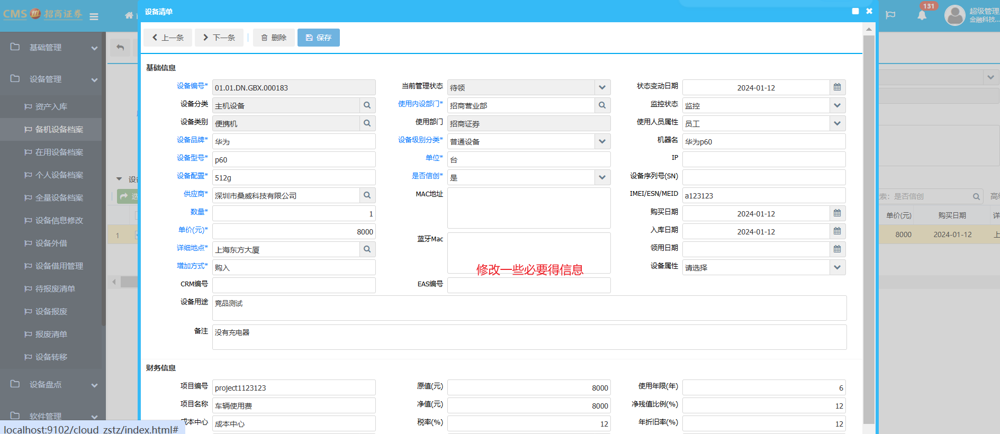 CMS 招商证券
设备清单
131
超级管理
金融科技...
上一条
下一条
删除
保存
基础管理
设备管理
资产入库
备机设备档案
在用设备档案
个人设备档案
全量设备档案
设备信息修改
设备外借
设备借用管理
待报废清单
设备报废
报废清单
设备转移
设备盘点
软件管理
基础信息
设备编号* 01.01.DN.GBX.000183 当前管理状态 待领 状态变动日期 2024-01-12
设备分类 主机设备 使用内设部门* 招商营业部 监控状态 监控
设备类别 便携机 使用部门 招商证券 使用人员属性 员工
设备品牌* 华为 设备级别分类* 普通设备 机器名 华为p60
设备型号* p60 单位* 台 IP
设备配置* 512g 是否信创* 是 设备序列号(SN)
供应商* 深圳市桑威科技有限公司 MAC地址 IMEI/ESN/MEID a123123
数量* 1 购买日期 2024-01-12
单价(元)* 8000 蓝牙Mac 入库日期 2024-01-12
详细地点* 上海东方大厦 领用日期
增加方式* 购入 修改一些必要得信息 设备属性 请选择
CRM编号 EAS编号
设备用途 竞品测试
备注 没有充电器
财务信息
项目编号 project1123123 原值(元) 8000 使用年限(年) 6
项目名称 车辆使用费 净值(元) 8000 净残值比例(%) 12
成本中心 成本中心 税率(%) 12 年折旧率(%) 12
设
选
1
索: 是否信创 高
单价(元) 购买日期 详
8000 2024-01-12 上
localhost:9102/cloud_zstz/index.html#